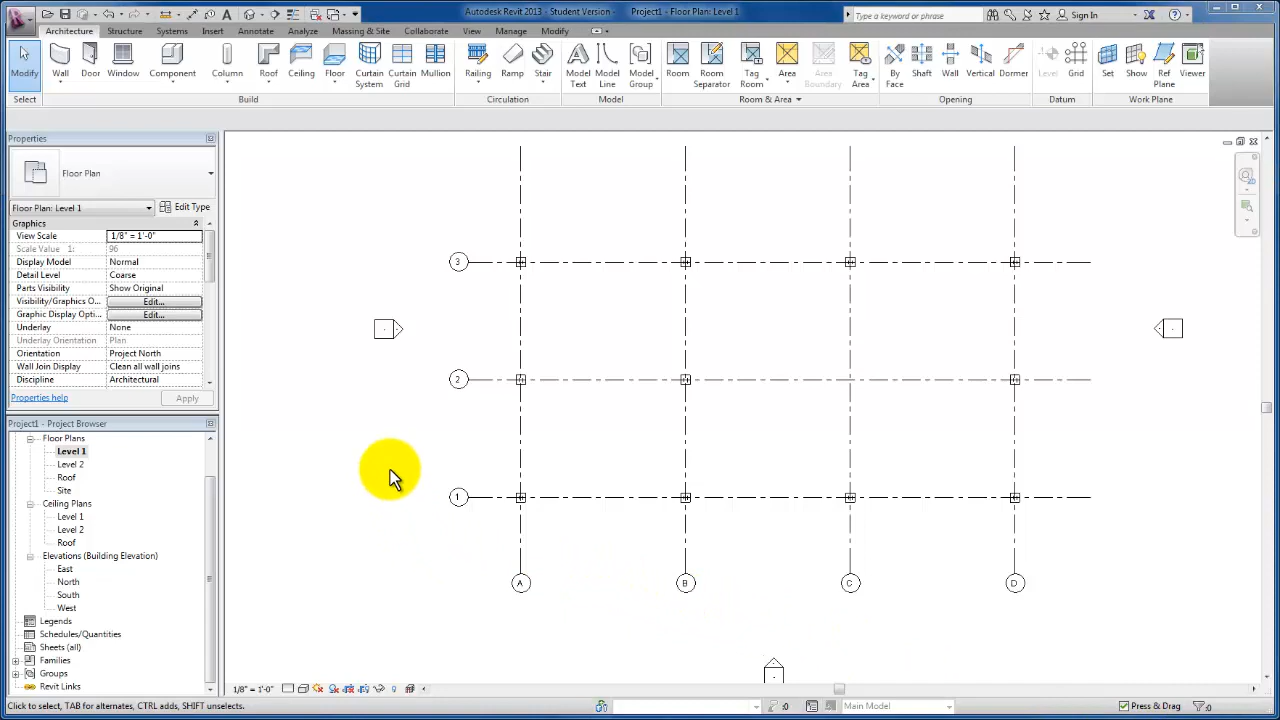 Autodesk Revit 2013 - Student Version - Project1 - Floor Plan: Level 1
Type a keyword or phrase
Sign In
Architecture Structure Systems Insert Annotate Analyze Massing & Site Collaborate View Manage Modify
Modify Wall Door Window Component Column Roof Ceiling Floor Curtain System Curtain Grid Mullion Railing Ramp Stair Model Text Model Line Model Group Room Room Separator Tag Room Area Area Boundary Tag Area By Face Shaft Wall Vertical Dormer Level Grid Set Show Ref Plane Viewer
Select Build Circulation Model Room & Area Opening Datum Work Plane
Properties
Floor Plan
Floor Plan: Level 1 Edit Type
Graphics
View Scale 1/8" = 1'-0"
Scale Value 1: 96
Display Model Normal
Detail Level Coarse
Parts Visibility Show Original
Visibility/Graphics O... Edit...
Graphic Display Opti... Edit...
Underlay None
Underlay Orientation Plan
Orientation Project North
Wall Join Display Clean all wall joins
Discipline Architectural
Properties help Apply
Project1 - Project Browser
Floor Plans
Level 1
Level 2
Roof
Site
Ceiling Plans
Level 1
Level 2
Roof
Elevations (Building Elevation)
East
North
South
West
Legends
Schedules/Quantities
Sheets (all)
Families
Groups
Revit Links
3
2
1
A B C D
1/8" = 1'-0"
Click to select, TAB for alternates, CTRL adds, SHIFT unselects.
:0
Main Model
Press & Drag
:0